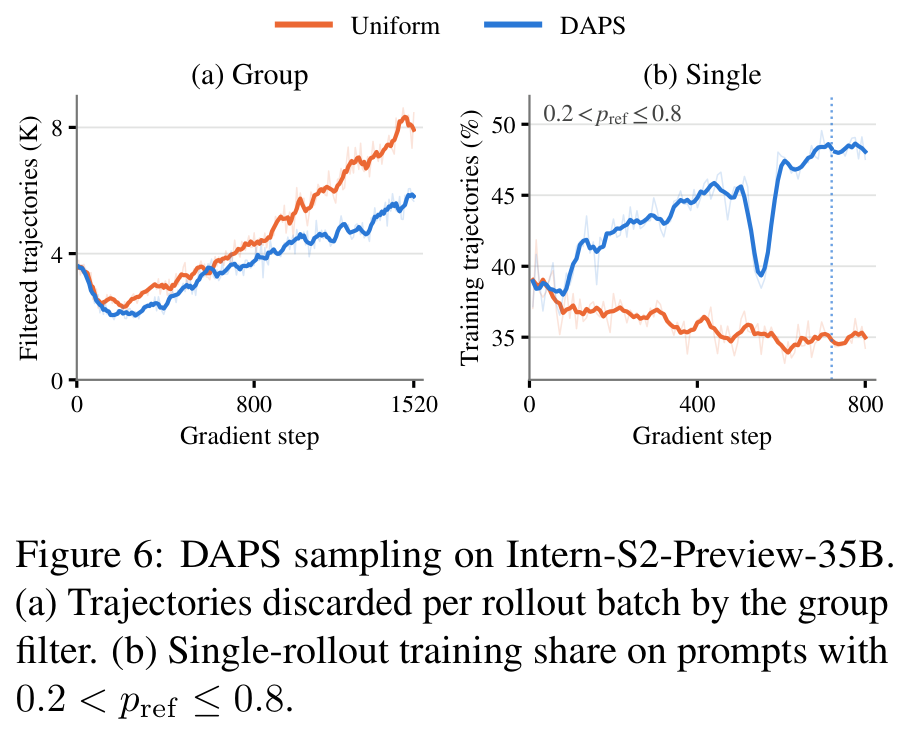 Uniform DAPS
(a) Group
Filtered trajectories (K)
8
4
0
0 800 1520
Gradient step
(b) Single
0.2 < p_ref ≤ 0.8
Training trajectories (%)
50
45
40
35
0 400 800
Gradient step
Figure 6: DAPS sampling on Intern-S2-Preview-35B.
(a) Trajectories discarded per rollout batch by the group
filter. (b) Single-rollout training share on prompts with
0.2 < p_ref ≤ 0.8.